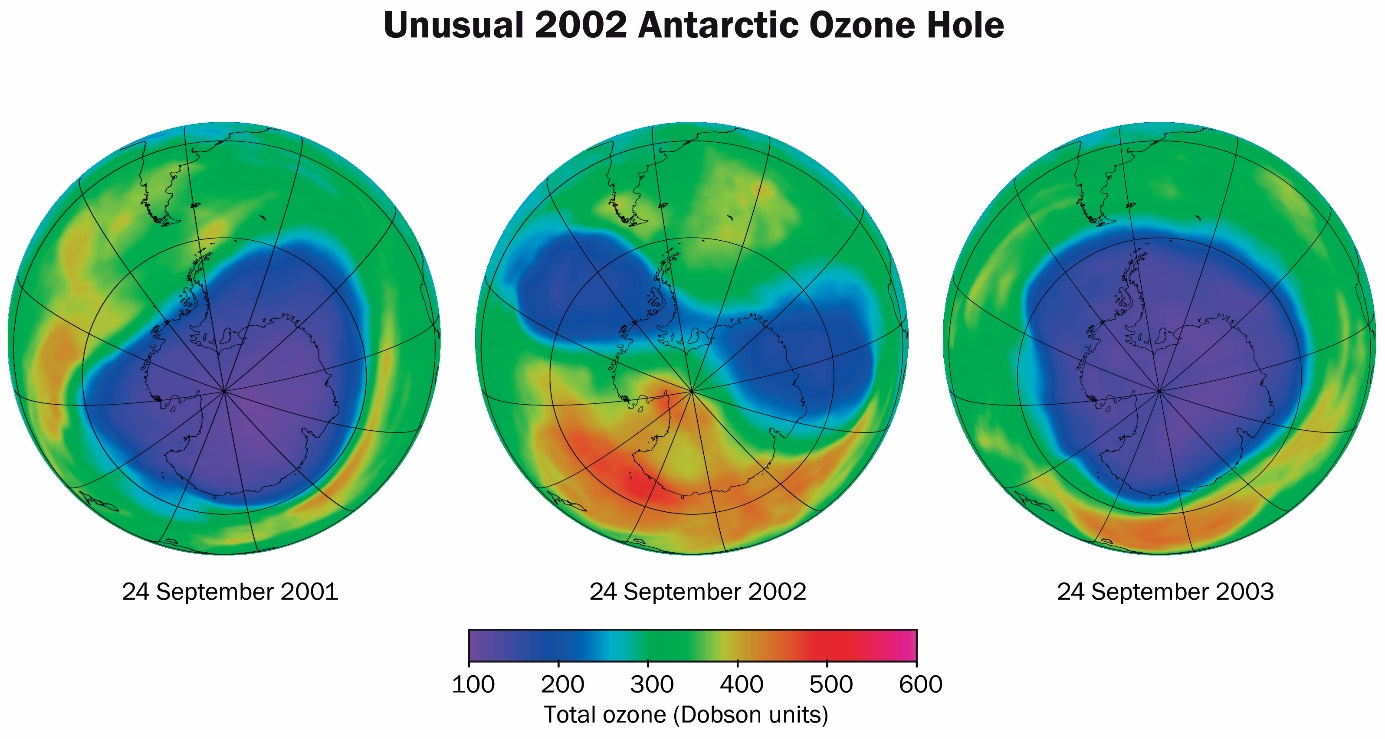 Unusual 2002 Antarctic Ozone Hole
24 September 2001 24 September 2002 24 September 2003
100 200 300 400 500 600
Total ozone (Dobson units)